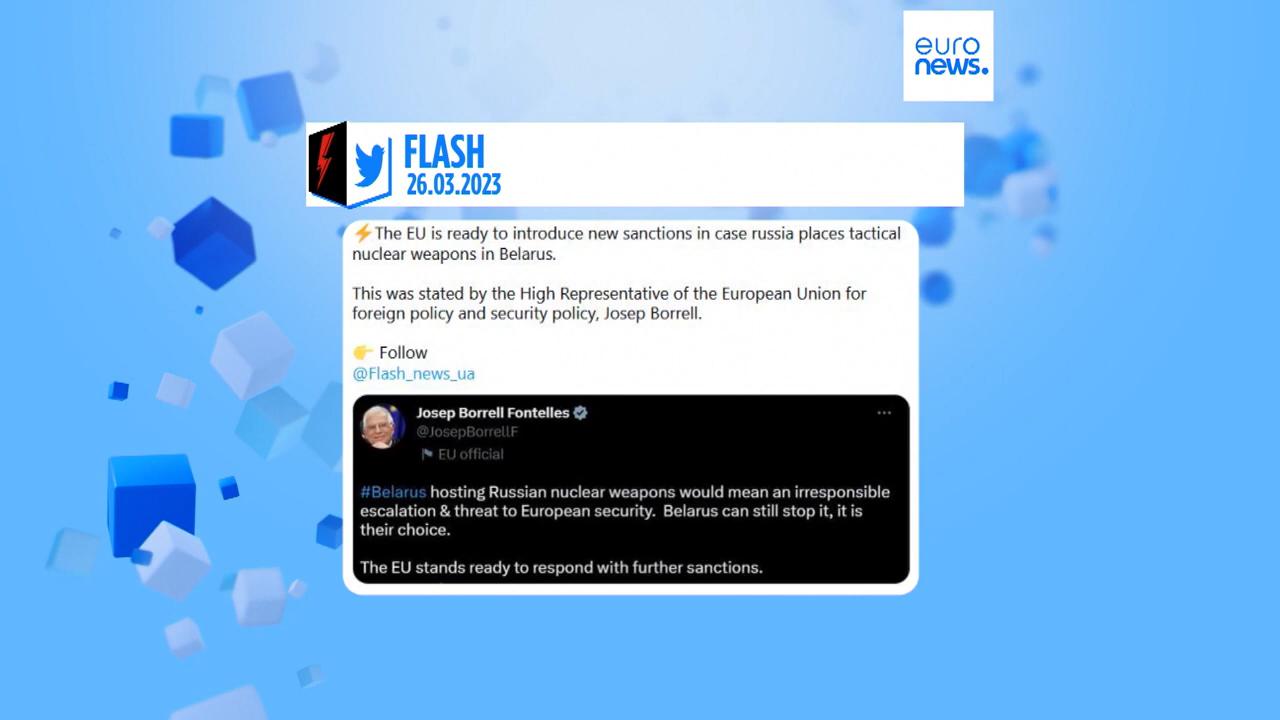 euro
news.
FLASH
26.03.2023
⚡The EU is ready to introduce new sanctions in case russia places tactical
nuclear weapons in Belarus.
This was stated by the High Representative of the European Union for
foreign policy and security policy, Josep Borrell.
👉 Follow
@Flash_news_ua
Josep Borrell Fontelles
@JosepBorrellF
EU official
#Belarus hosting Russian nuclear weapons would mean an irresponsible
escalation & threat to European security.  Belarus can still stop it, it is
their choice.
The EU stands ready to respond with further sanctions.